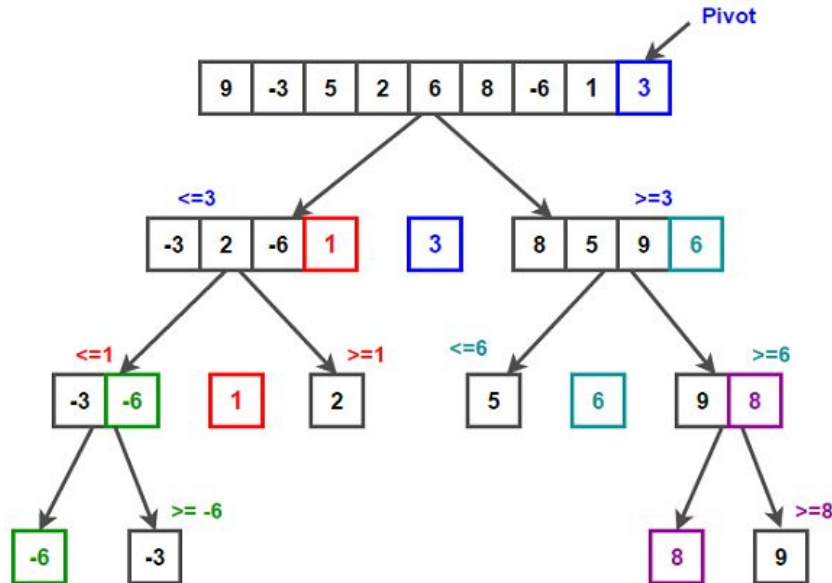 Pivot
9 -3 5 2 6 8 -6 1 3
<=3 >=3
-3 2 -6 1 3 8 5 9 6
<=1 >=1 <=6 >=6
-3 -6 1 2 5 6 9 8
>= -6 >=8
-6 -3 8 9